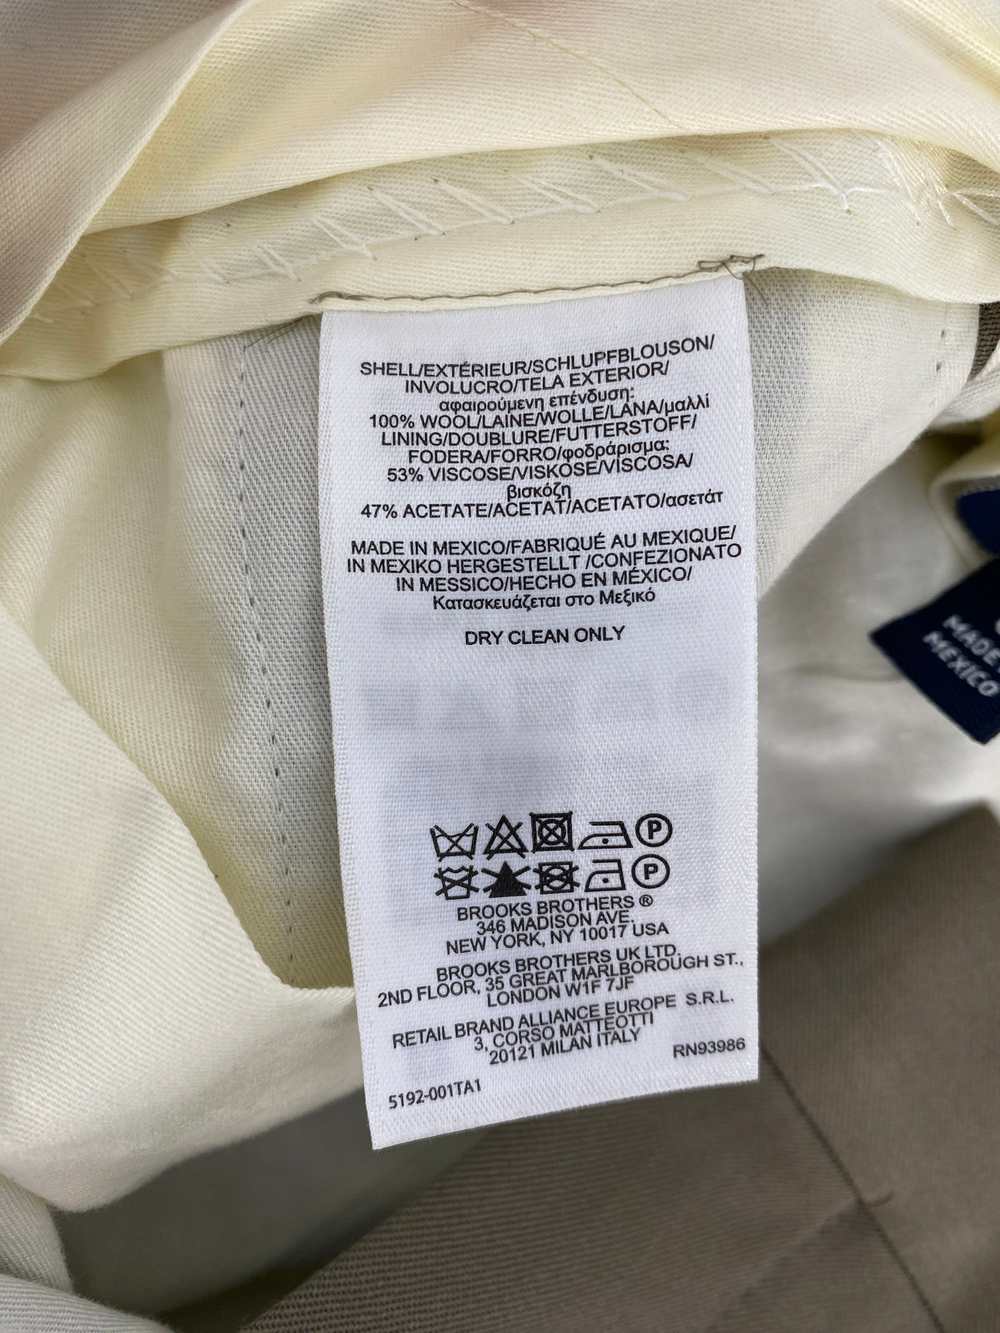 SHELL/EXTÉRIEUR/SCHLUPFBLOUSON/
INVOLUCRO/TELA EXTERIOR/
αφαιρούμενη επένδυση:
100% WOOL/LAINE/WOLLE/LANA/μαλλί
LINING/DOUBLURE/FUTTERSTOFF/
FODERA/FORRO/φοδράρισμα:
53% VISCOSE/VISKOSE/VISCOSA/
βισκόζη
47% ACETATE/ACETAT/ACETATO/ασετάτ
MADE IN MEXICO/FABRIQUÉ AU MEXIQUE/
IN MEXIKO HERGESTELLT /CONFEZIONATO
IN MESSICO/HECHO EN MÉXICO/
Κατασκευάζεται στο Μεξικό
DRY CLEAN ONLY
P
P
BROOKS BROTHERS ®
346 MADISON AVE.
NEW YORK, NY 10017 USA
BROOKS BROTHERS UK LTD.
2ND FLOOR, 35 GREAT MARLBOROUGH ST.,
LONDON W1F 7JF
RETAIL BRAND ALLIANCE EUROPE S.R.L.
3, CORSO MATTEOTTI
20121 MILAN ITALY
RN93986
5192-001TA1
MADE
MEXICO